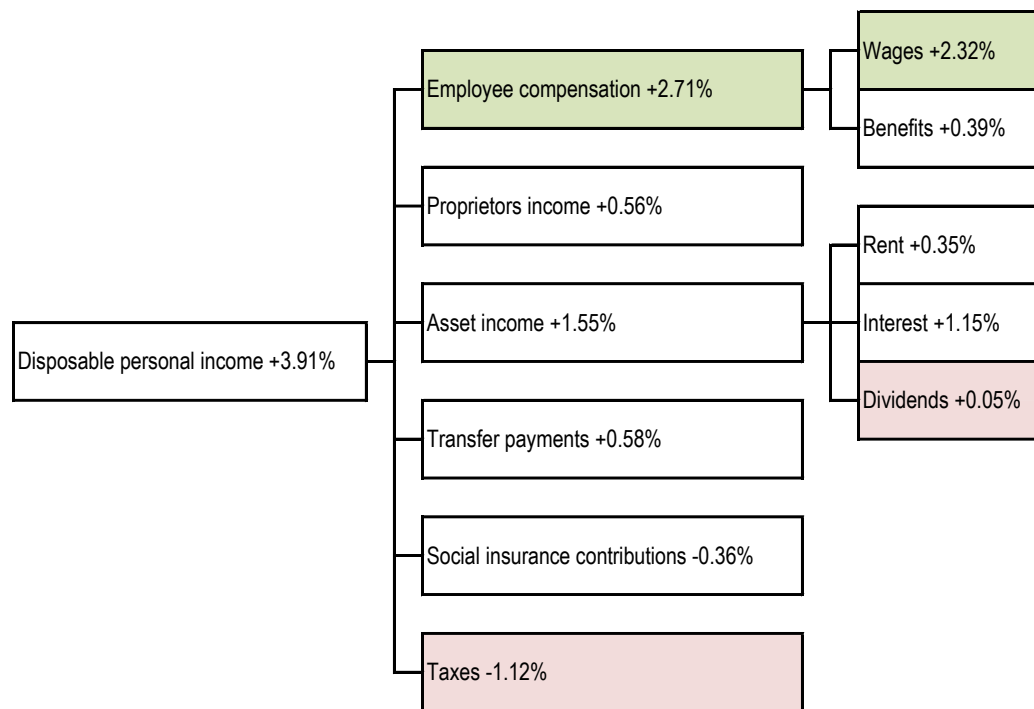 Disposable personal income +3.91%
Employee compensation +2.71%
Wages +2.32%
Benefits +0.39%
Proprietors income +0.56%
Asset income +1.55%
Rent +0.35%
Interest +1.15%
Dividends +0.05%
Transfer payments +0.58%
Social insurance contributions -0.36%
Taxes -1.12%